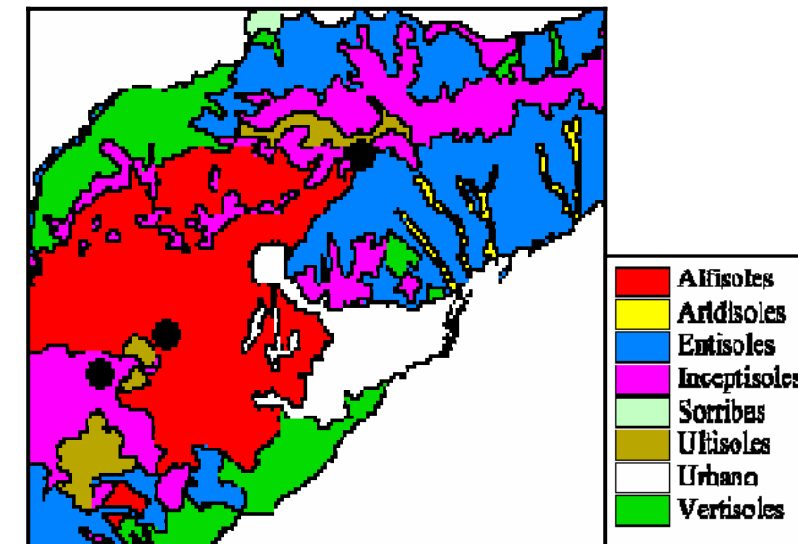 Alfisoles
Aridisoles
Entisoles
Inceptisoles
Sorribas
Ultisoles
Urbano
Vertisoles